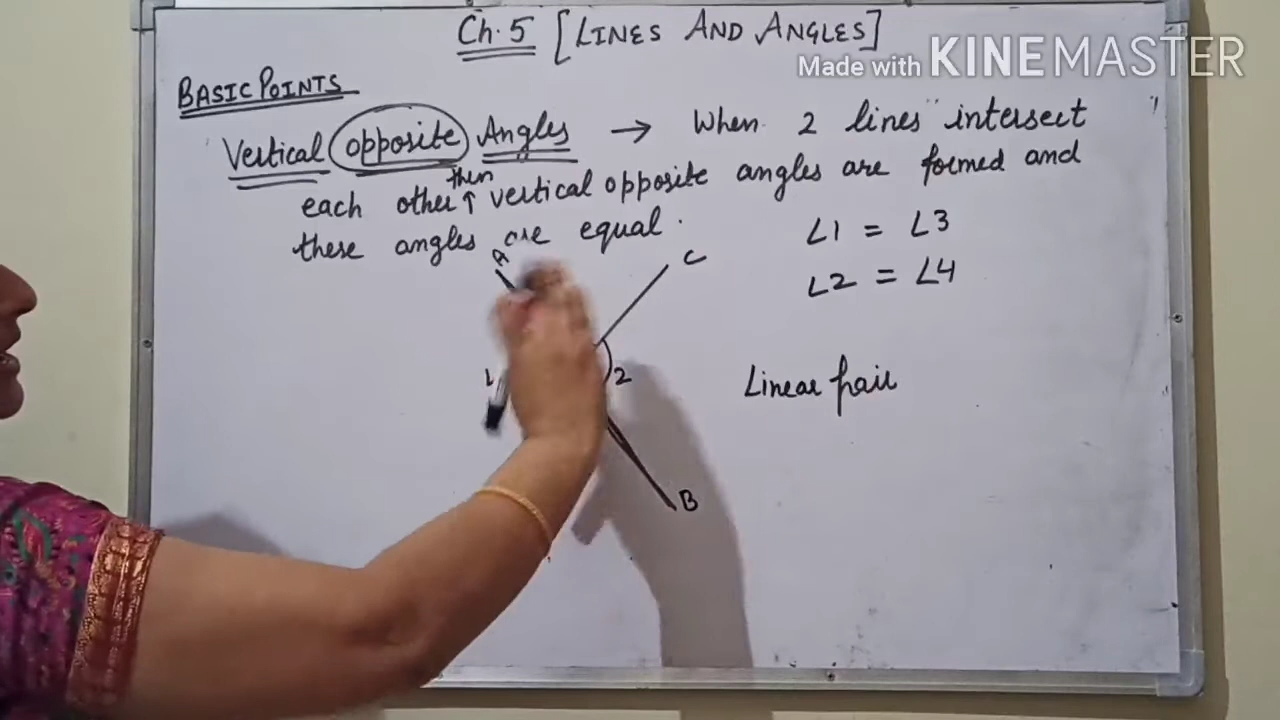 Ch. 5 [LINES AND ANGLES]
Made with KINEMASTER
BASIC POINTS
Vertical opposite Angles → When 2 lines intersect
each other then ↑ vertical opposite angles are formed and
these angles are equal.
∠1 = ∠3
∠2 = ∠4
A
C
1
2
Linear pair
B